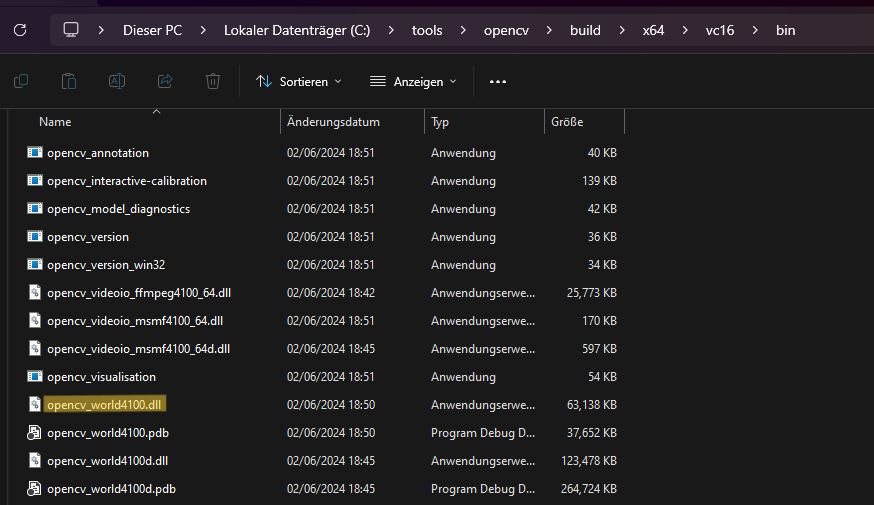 Dieser PC > Lokaler Datenträger (C:) > tools > opencv > build > x64 > vc16 > bin
Sortieren Anzeigen
Name Änderungsdatum Typ Größe
opencv_annotation 02/06/2024 18:51 Anwendung 40 KB
opencv_interactive-calibration 02/06/2024 18:51 Anwendung 139 KB
opencv_model_diagnostics 02/06/2024 18:51 Anwendung 42 KB
opencv_version 02/06/2024 18:51 Anwendung 36 KB
opencv_version_win32 02/06/2024 18:51 Anwendung 34 KB
opencv_videoio_ffmpeg4100_64.dll 02/06/2024 18:42 Anwendungserwe... 25,773 KB
opencv_videoio_msmf4100_64.dll 02/06/2024 18:51 Anwendungserwe... 170 KB
opencv_videoio_msmf4100_64d.dll 02/06/2024 18:45 Anwendungserwe... 597 KB
opencv_visualisation 02/06/2024 18:51 Anwendung 54 KB
opencv_world4100.dll 02/06/2024 18:50 Anwendungserwe... 63,138 KB
opencv_world4100.pdb 02/06/2024 18:50 Program Debug D... 37,652 KB
opencv_world4100d.dll 02/06/2024 18:45 Anwendungserwe... 123,478 KB
opencv_world4100d.pdb 02/06/2024 18:45 Program Debug D... 264,724 KB